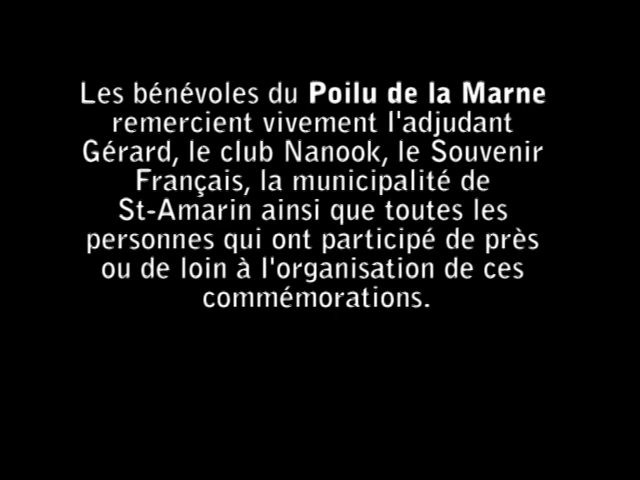 Les bénévoles du Poilu de la Marne
remercient vivement l'adjudant
Gérard, le club Nanook, le Souvenir
Français, la municipalité de
St-Amarin ainsi que toutes les
personnes qui ont participé de près
ou de loin à l'organisation de ces
commémorations.